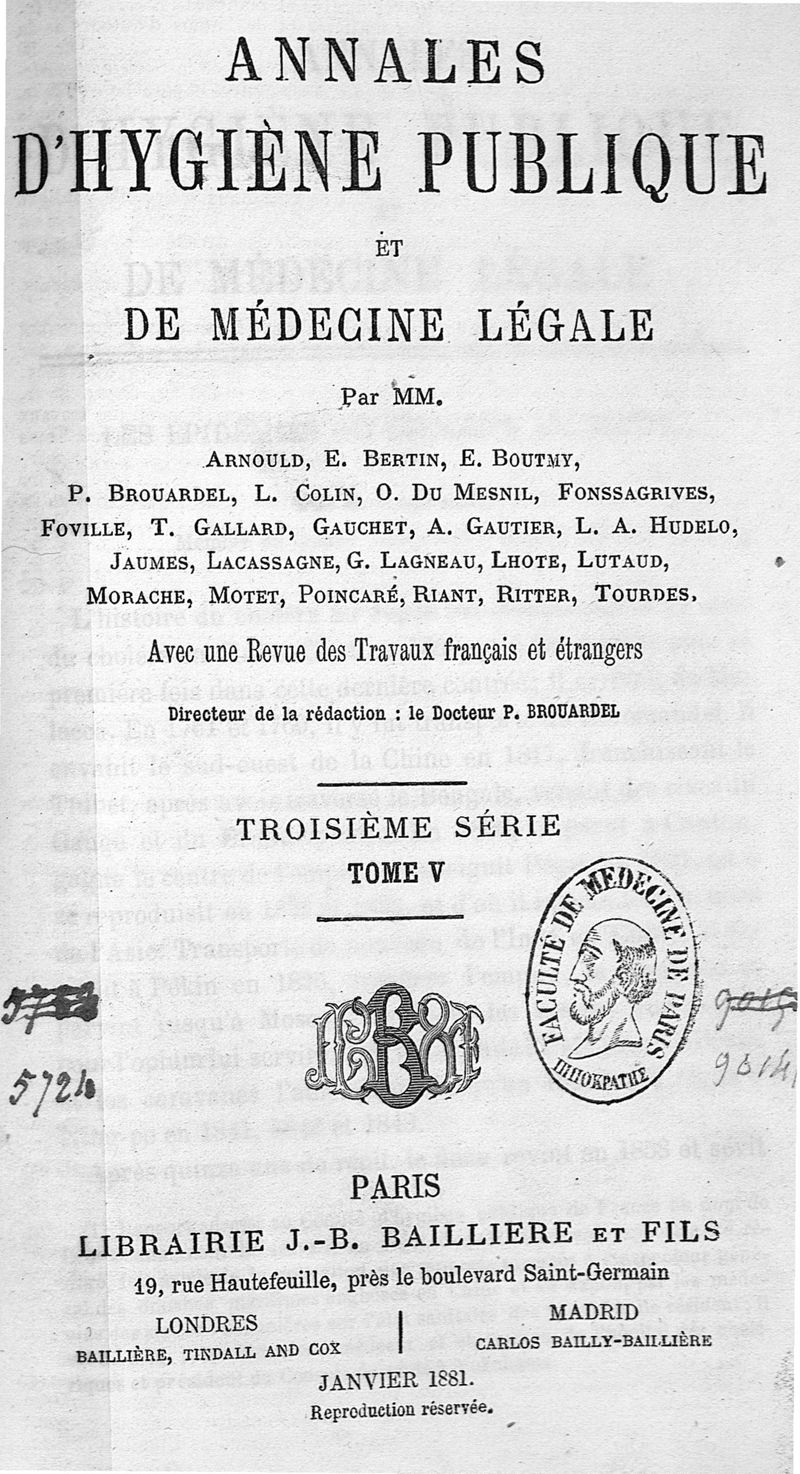 ANNALES
D'HYGIÈNE PUBLIQUE
ET
DE MÉDECINE LÉGALE
Par MM.
ARNOULD, E. BERTIN, E. BOUTMY,
P. BROUARDEL, L. COLIN, O. DU MESNIL, FONSSAGRIVES,
FOVILLE, T. GALLARD, GAUCHET, A. GAUTIER, L. A. HUDELO,
JAUMES, LACASSAGNE, G. LAGNEAU, LHOTE, LUTAUD,
MORACHE, MOTET, POINCARÉ, RIANT, RITTER, TOURDES.
Avec une Revue des Travaux français et étrangers
Directeur de la rédaction : le Docteur P. BROUARDEL
TROISIÈME SÉRIE
TOME V
FACULTÉ DE MEDECINE DE PARIS
ΙΠΠΟΚΡΑΤΗΣ
9015
9014
5724
PARIS
LIBRAIRIE J.-B. BAILLIERE ET FILS
19, rue Hautefeuille, près le boulevard Saint-Germain
LONDRES
BAILLIÈRE, TINDALL AND COX
MADRID
CARLOS BAILLY-BAILLIÈRE
JANVIER 1881.
Reproduction réservée.